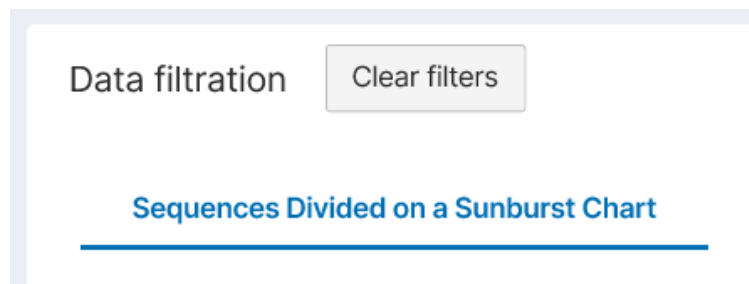 Data filtration Clear filters
Sequences Divided on a Sunburst Chart